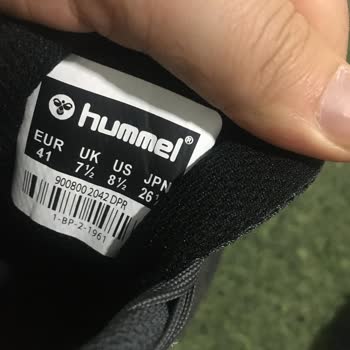 hummel®
EUR UK US JPN
41 7½ 8½ 26
900800 2042 DPR
1-BP-2-1961